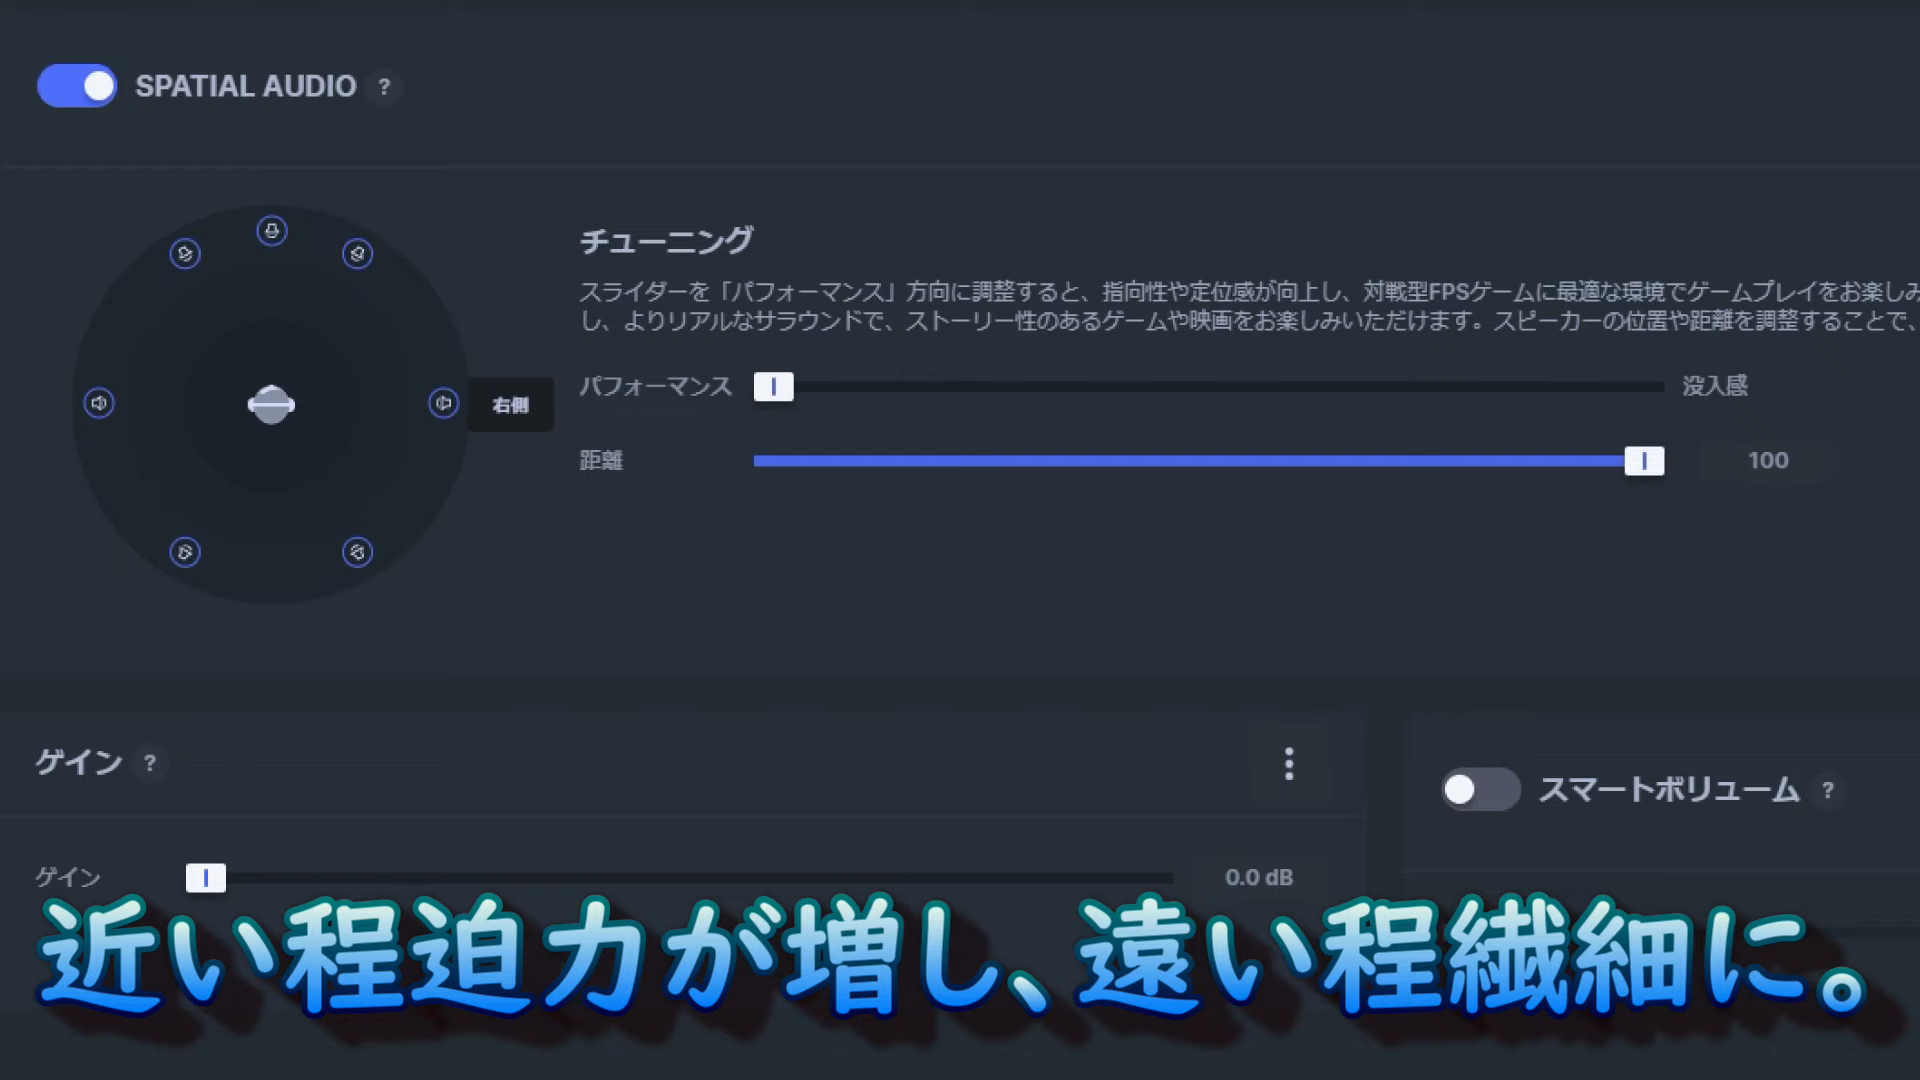 SPATIAL AUDIO ?
チューニング
スライダーを「パフォーマンス」方向に調整すると、指向性や定位感が向上し、対戦型FPSゲームに最適な環境でゲームプレイをお楽しみ
し、よりリアルなサラウンドで、ストーリー性のあるゲームや映画をお楽しみいただけます。スピーカーの位置や距離を調整することで、
パフォーマンス 没入感
右側
距離 100
ゲイン ?
スマートボリューム ?
ゲイン 0.0 dB
近い程迫力が増し、遠い程繊細に。